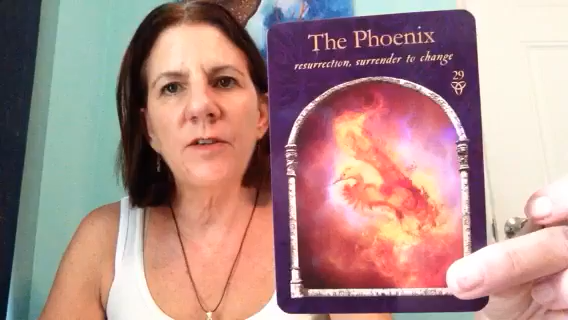 The Phoenix
resurrection, surrender to change
29